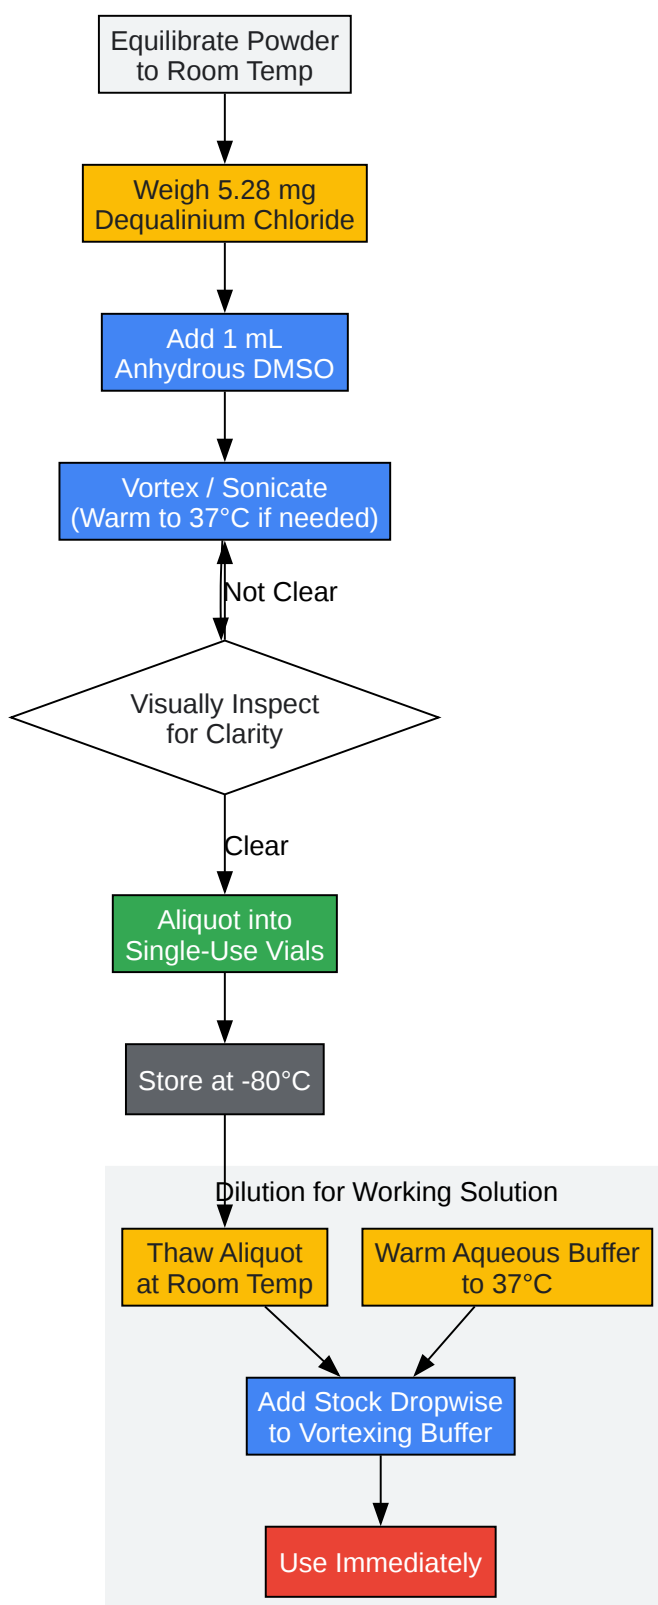 Equilibrate Powder
to Room Temp
Weigh 5.28 mg
Dequalinium Chloride
Add 1 mL
Anhydrous DMSO
Vortex / Sonicate
(Warm to 37°C if needed)
Not Clear
Visually Inspect
for Clarity
Clear
Aliquot into
Single-Use Vials
Store at -80°C
Dilution for Working Solution
Thaw Aliquot
at Room Temp
Warm Aqueous Buffer
to 37°C
Add Stock Dropwise
to Vortexing Buffer
Use Immediately